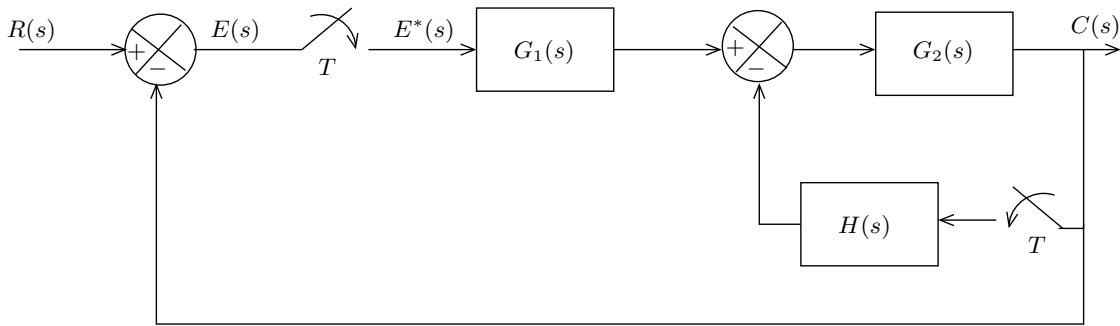 R(s)
+
−
E(s)
T
E*(s)
G₁(s)
+
−
G₂(s)
C(s)
H(s)
T